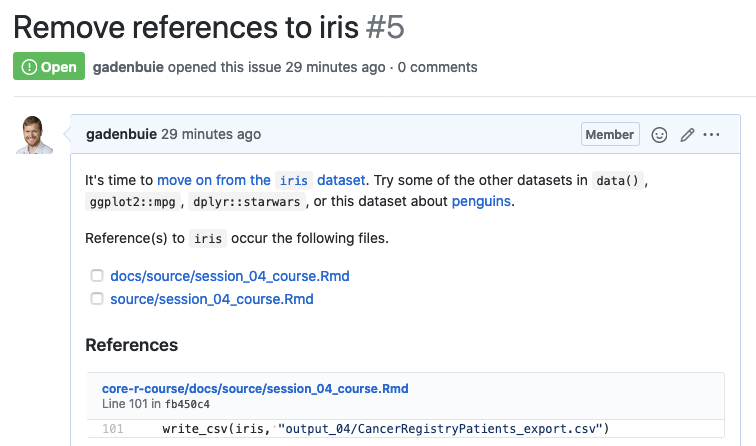 Remove references to iris #5
Open gadenbuie opened this issue 29 minutes ago · 0 comments
gadenbuie 29 minutes ago Member
It's time to move on from the iris dataset. Try some of the other datasets in data() ,
ggplot2::mpg , dplyr::starwars , or this dataset about penguins.
Reference(s) to iris occur the following files.
docs/source/session_04_course.Rmd
source/session_04_course.Rmd
References
core-r-course/docs/source/session_04_course.Rmd
Line 101 in fb450c4
101 write_csv(iris, "output_04/CancerRegistryPatients_export.csv")